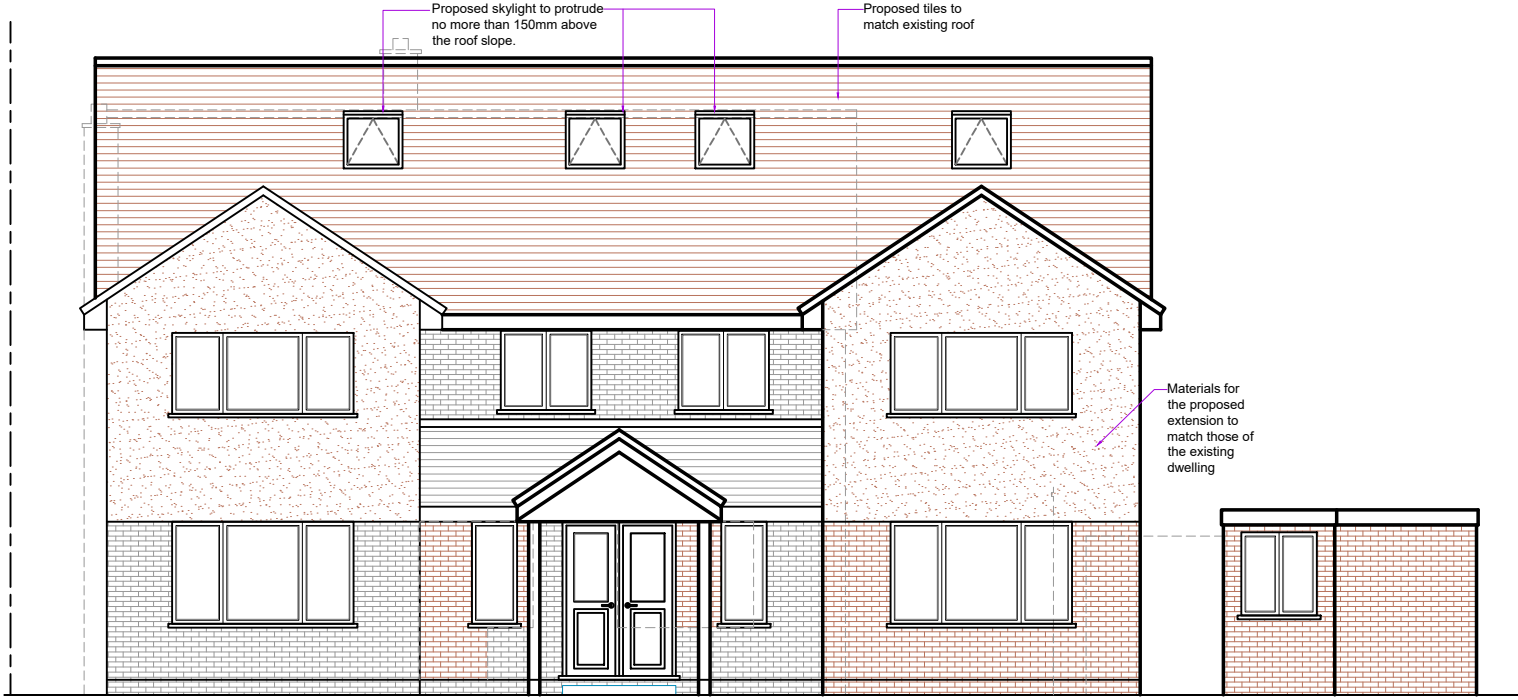 Proposed skylight to protrude
no more than 150mm above
the roof slope.
Proposed tiles to
match existing roof
Materials for
the proposed
extension to
match those of
the existing
dwelling